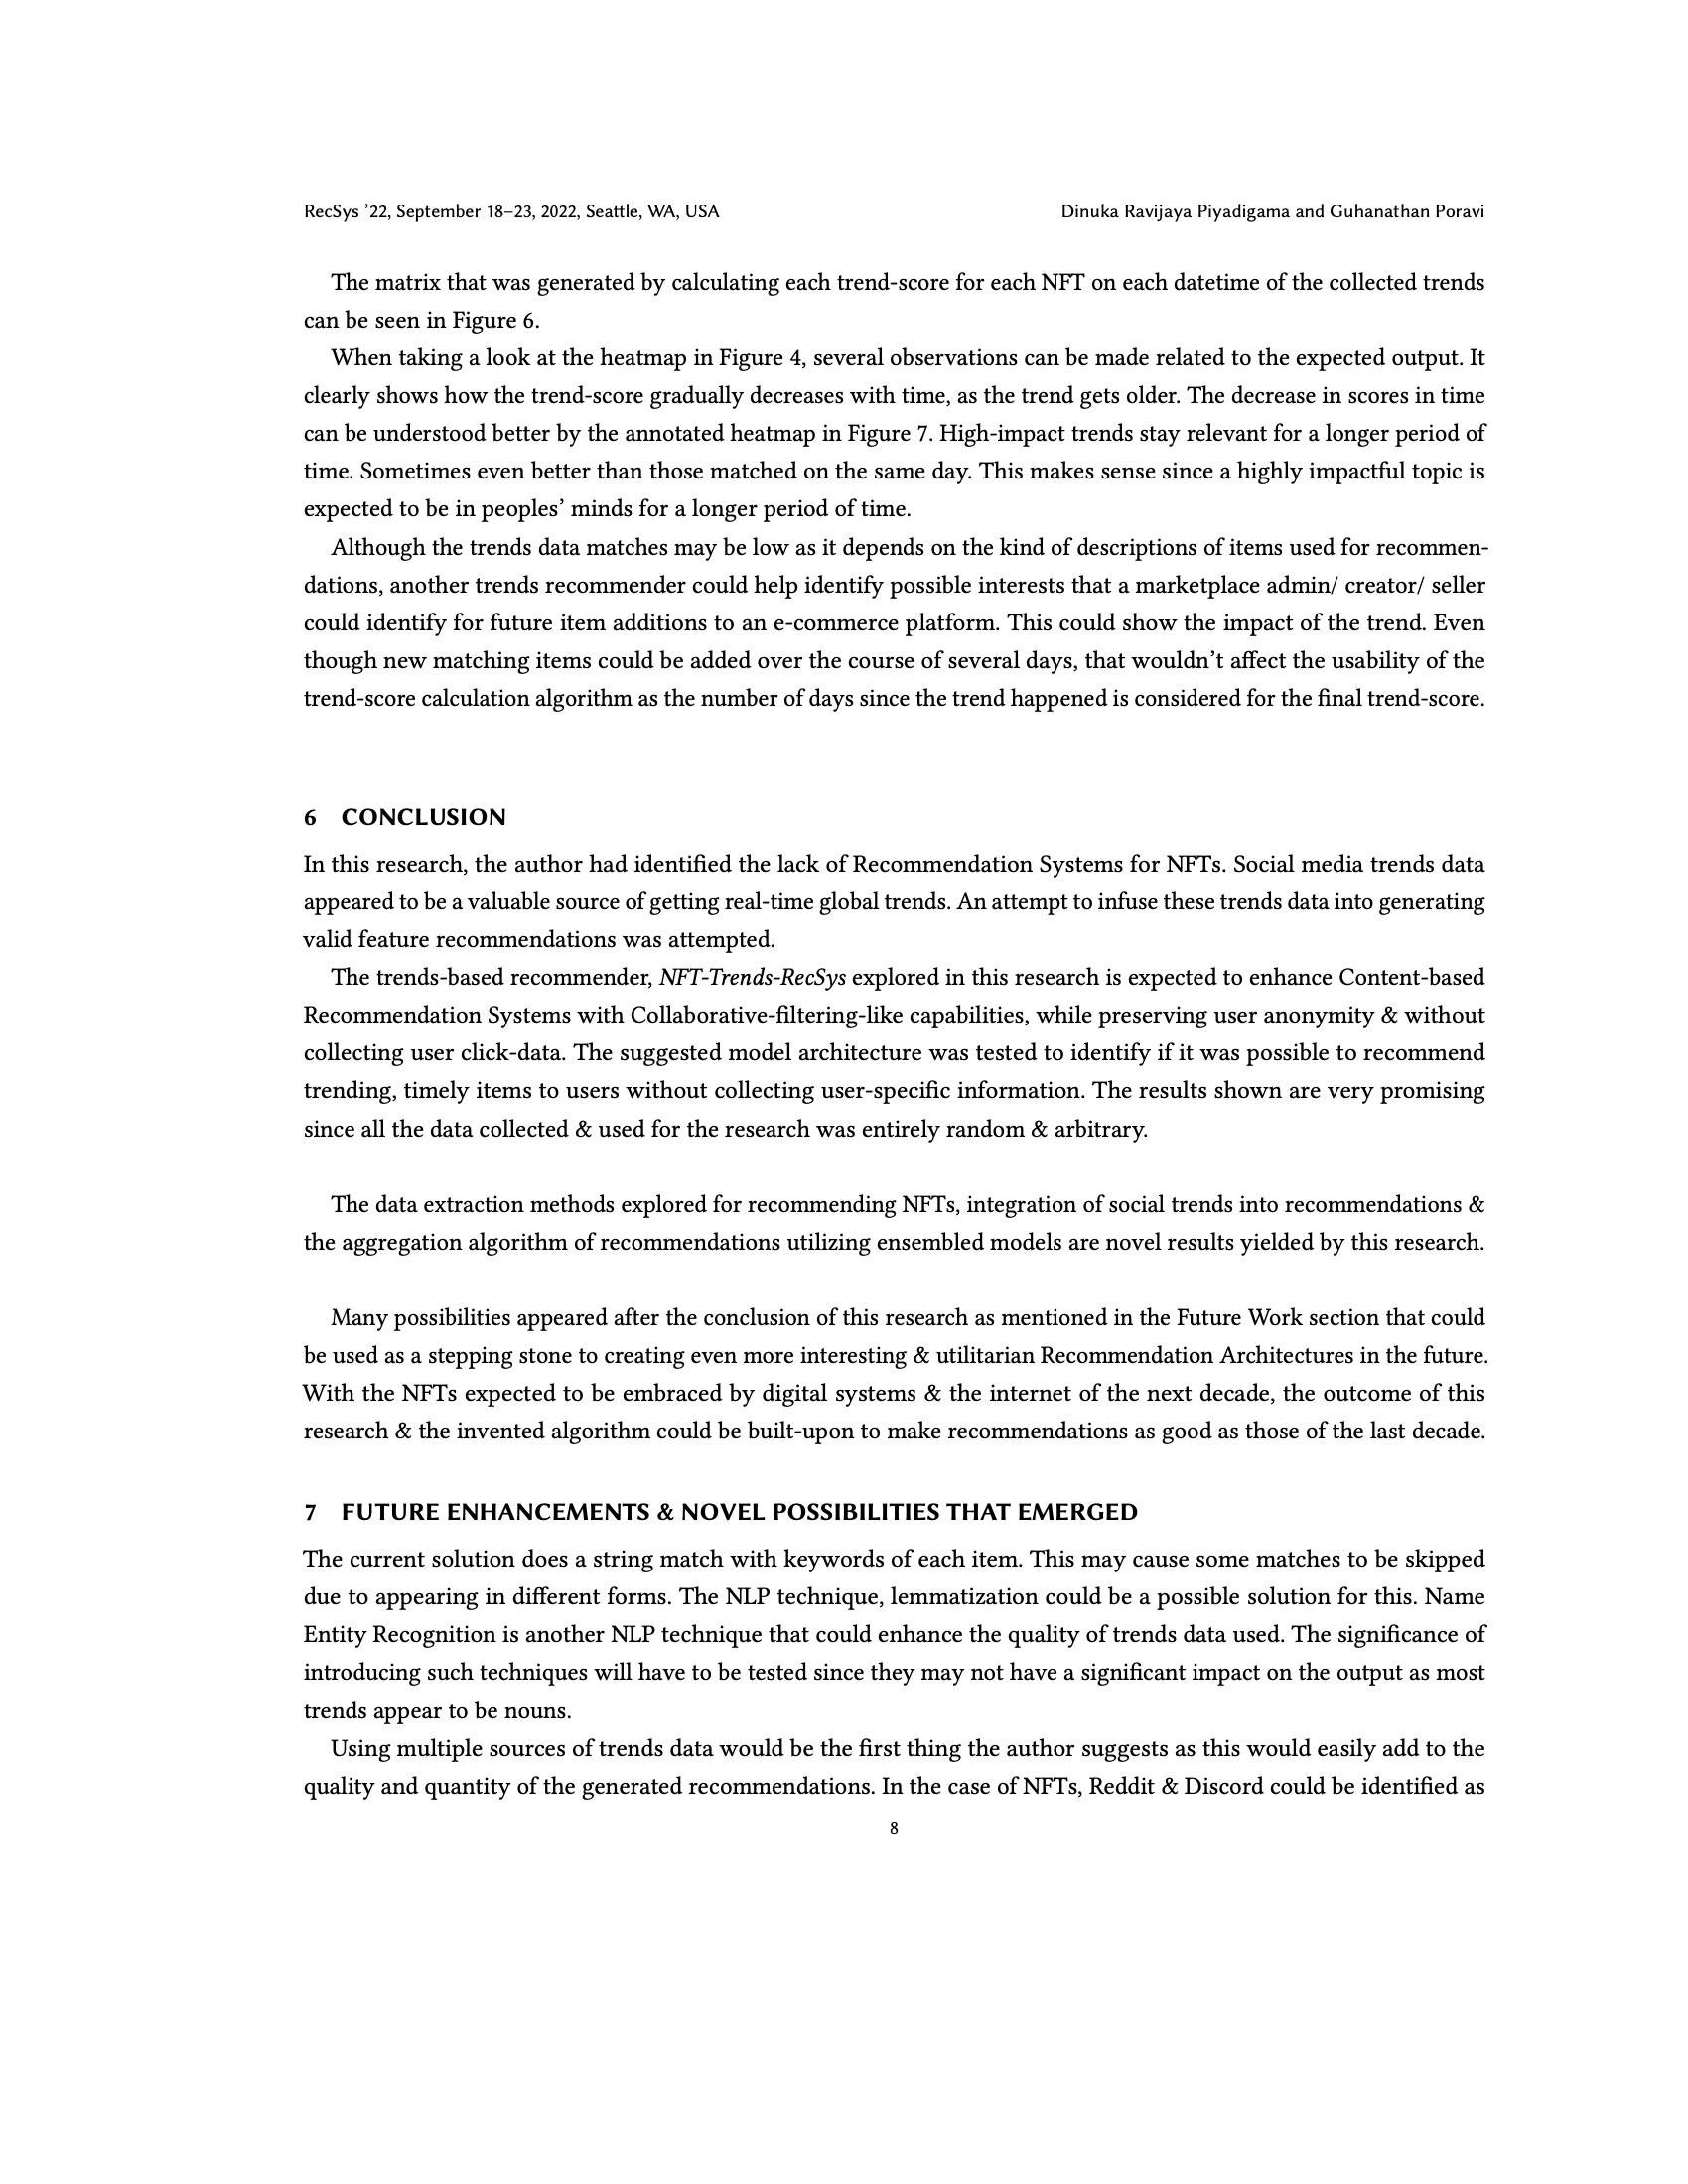 RecSys ’22, September 18–23, 2022, Seattle, WA, USA
Dinuka Ravijaya Piyadigama and Guhanathan Poravi
The matrix that was generated by calculating each trend-score for each NFT on each datetime of the collected trends
can be seen in Figure 6.
When taking a look at the heatmap in Figure 4, several observations can be made related to the expected output. It
clearly shows how the trend-score gradually decreases with time, as the trend gets older. The decrease in scores in time
can be understood better by the annotated heatmap in Figure 7. High-impact trends stay relevant for a longer period of
time. Sometimes even better than those matched on the same day. This makes sense since a highly impactful topic is
expected to be in peoples’ minds for a longer period of time.
Although the trends data matches may be low as it depends on the kind of descriptions of items used for recommen-
dations, another trends recommender could help identify possible interests that a marketplace admin/ creator/ seller
could identify for future item additions to an e-commerce platform. This could show the impact of the trend. Even
though new matching items could be added over the course of several days, that wouldn’t affect the usability of the
trend-score calculation algorithm as the number of days since the trend happened is considered for the final trend-score.
6 CONCLUSION
In this research, the author had identified the lack of Recommendation Systems for NFTs. Social media trends data
appeared to be a valuable source of getting real-time global trends. An attempt to infuse these trends data into generating
valid feature recommendations was attempted.
The trends-based recommender, NFT-Trends-RecSys explored in this research is expected to enhance Content-based
Recommendation Systems with Collaborative-filtering-like capabilities, while preserving user anonymity & without
collecting user click-data. The suggested model architecture was tested to identify if it was possible to recommend
trending, timely items to users without collecting user-specific information. The results shown are very promising
since all the data collected & used for the research was entirely random & arbitrary.
The data extraction methods explored for recommending NFTs, integration of social trends into recommendations &
the aggregation algorithm of recommendations utilizing ensembled models are novel results yielded by this research.
Many possibilities appeared after the conclusion of this research as mentioned in the Future Work section that could
be used as a stepping stone to creating even more interesting & utilitarian Recommendation Architectures in the future.
With the NFTs expected to be embraced by digital systems & the internet of the next decade, the outcome of this
research & the invented algorithm could be built-upon to make recommendations as good as those of the last decade.
7 FUTURE ENHANCEMENTS & NOVEL POSSIBILITIES THAT EMERGED
The current solution does a string match with keywords of each item. This may cause some matches to be skipped
due to appearing in different forms. The NLP technique, lemmatization could be a possible solution for this. Name
Entity Recognition is another NLP technique that could enhance the quality of trends data used. The significance of
introducing such techniques will have to be tested since they may not have a significant impact on the output as most
trends appear to be nouns.
Using multiple sources of trends data would be the first thing the author suggests as this would easily add to the
quality and quantity of the generated recommendations. In the case of NFTs, Reddit & Discord could be identified as
8